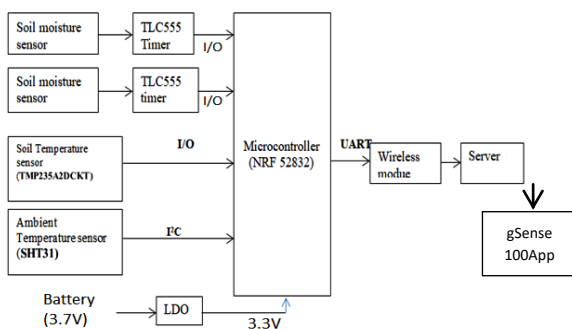 Soil moisture
sensor
TLC555
Timer
I/O
Soil moisture
sensor
TLC555
timer
I/O
Soil Temperature
sensor
(TMP235A2DCKT)
I/O
Ambient
Temperature sensor
(SHT31)
I²C
Microcontroller
(NRF 52832)
UART
Wireless
modue
Server
gSense
100App
Battery
(3.7V)
LDO
3.3V